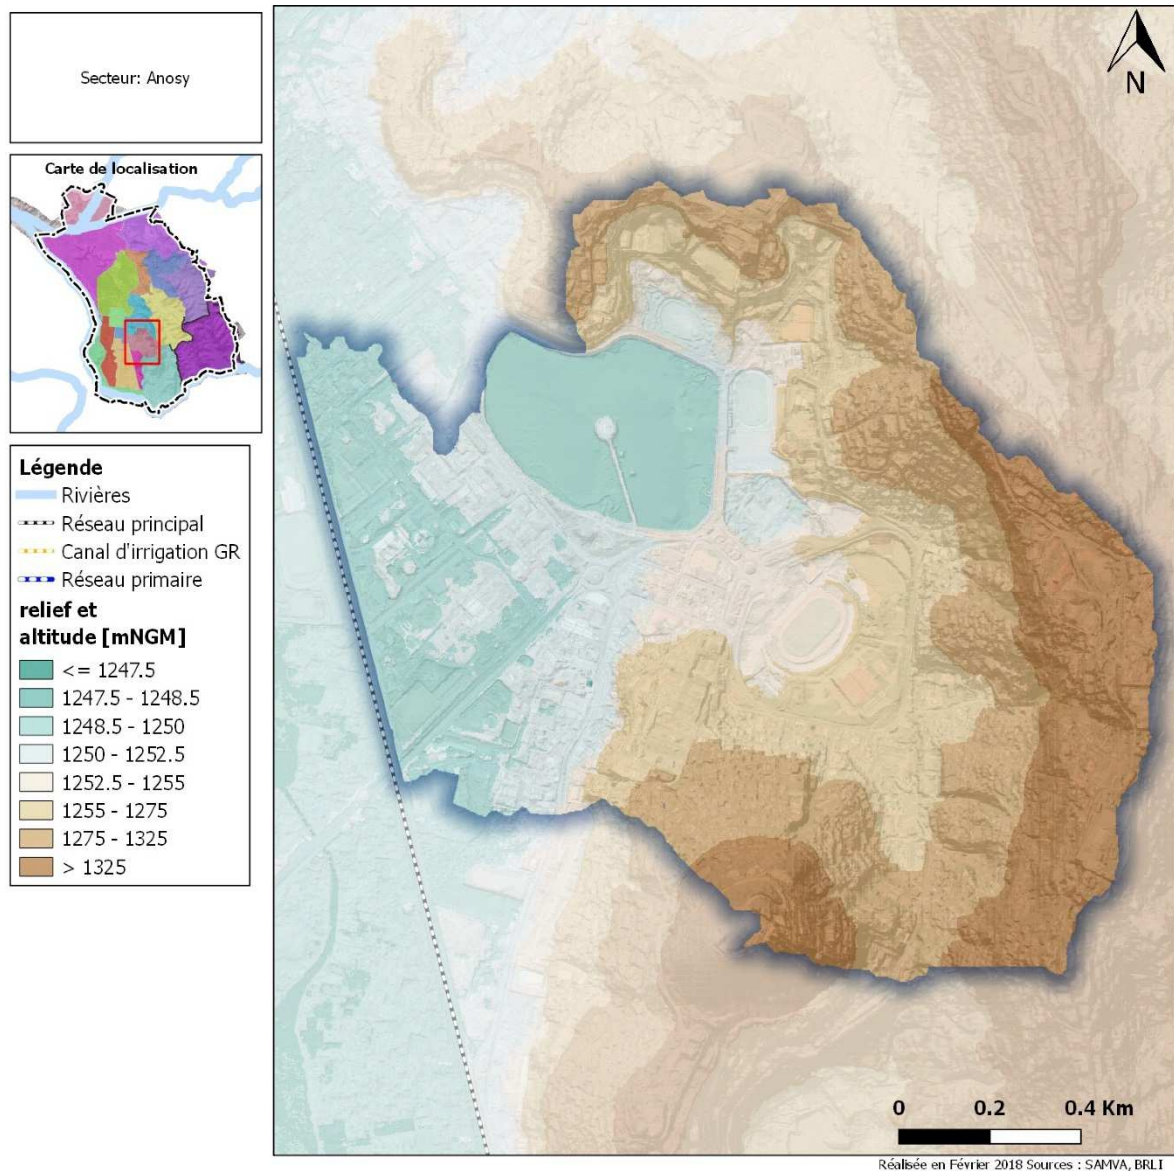 Secteur: Anosy
Carte de localisation
Légende
Rivières
Réseau principal
Canal d'irrigation GR
Réseau primaire
relief et
altitude [mNGM]
<= 1247.5
1247.5 - 1248.5
1248.5 - 1250
1250 - 1252.5
1252.5 - 1255
1255 - 1275
1275 - 1325
> 1325
N
0 0.2 0.4 Km
Réalisée en Février 2018 Sources : SAMVA, BRLI